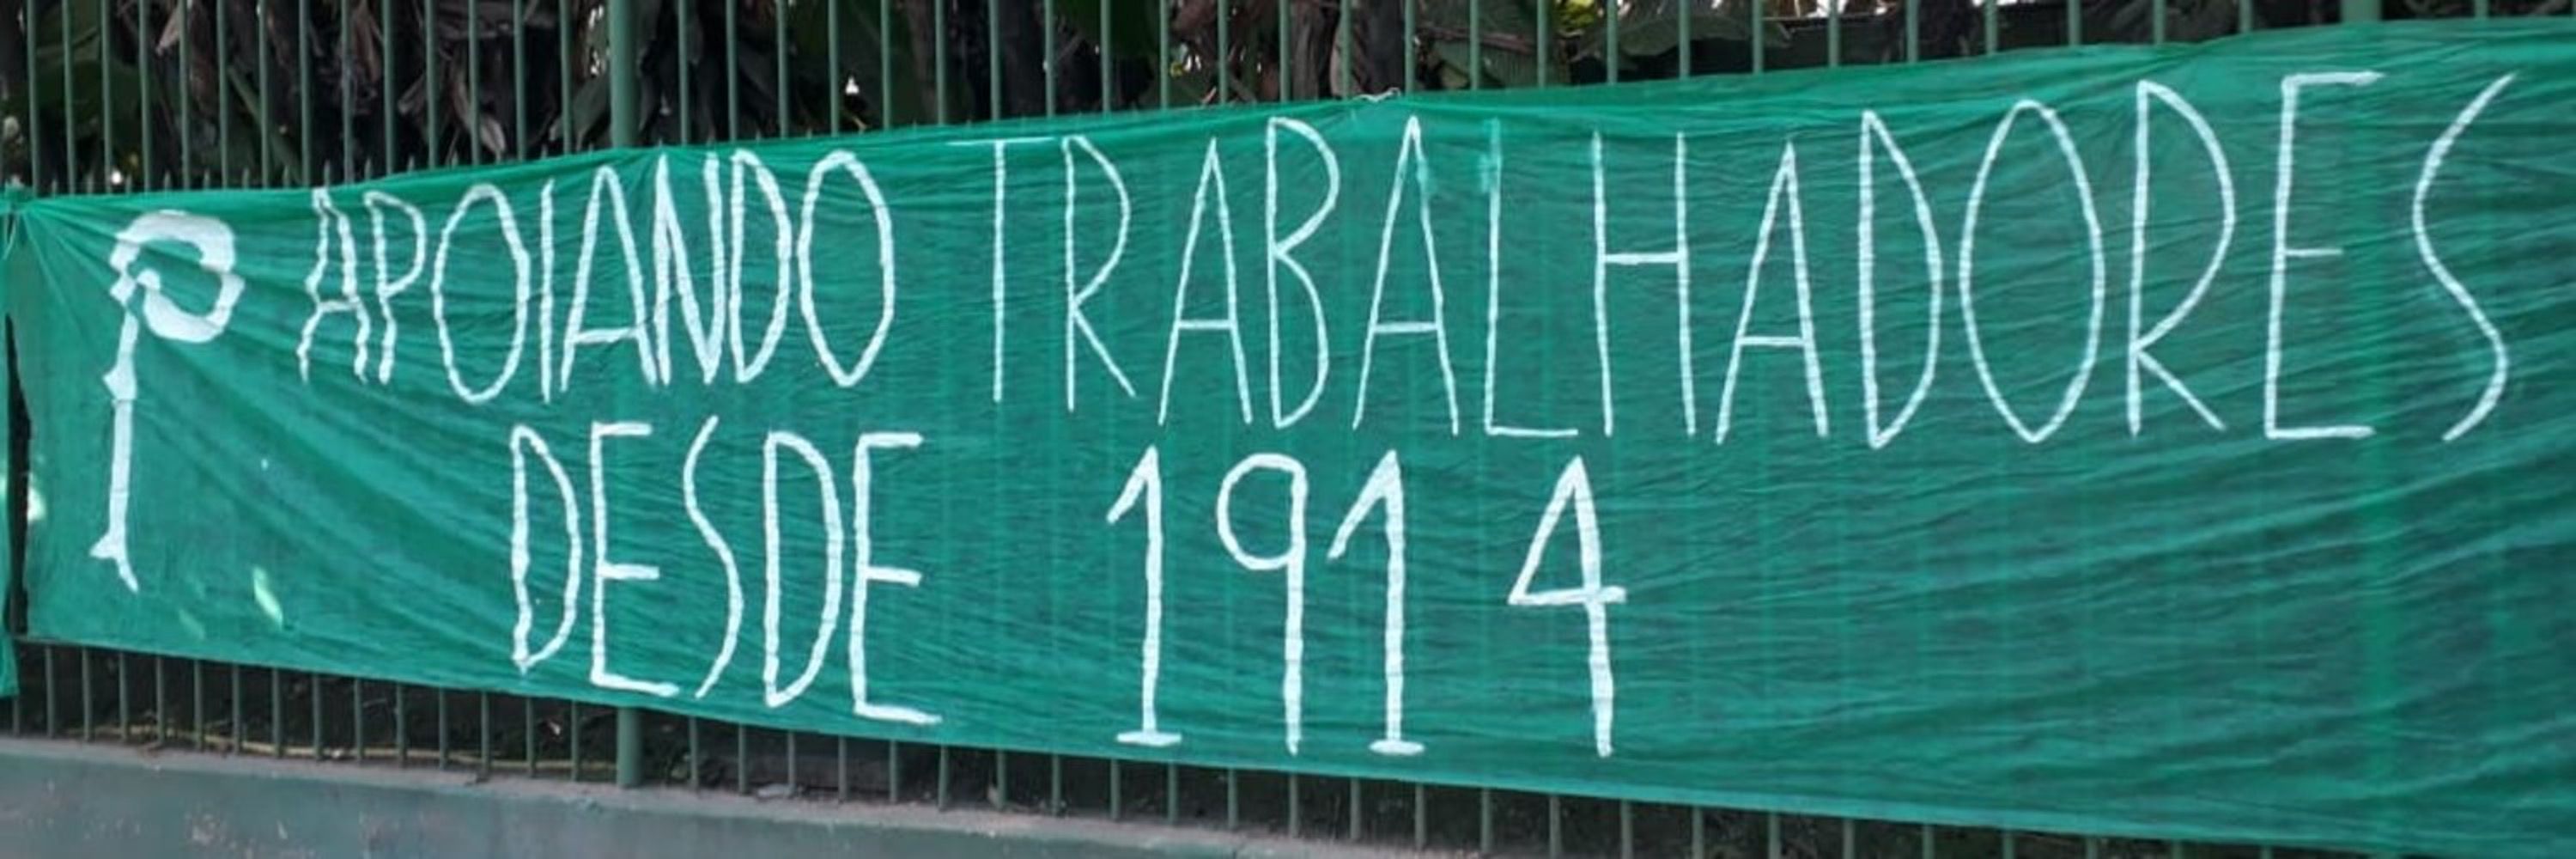 P APOIANDO TRABALHADORES
DESDE 1914